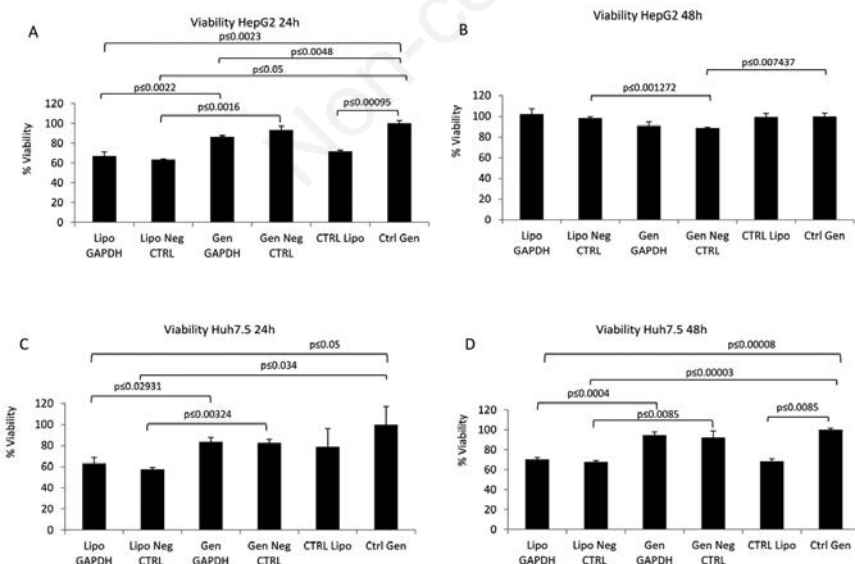 Non-co
A
Viability HepG2 24h
p≤0.0023
p≤0.0048
p≤0.05
p≤0.0022
p≤0.0016
p≤0.00095
% Viability
120
100
80
60
40
20
0
Lipo GAPDH
Lipo Neg CTRL
Gen GAPDH
Gen Neg CTRL
CTRL Lipo
Ctrl Gen
B
Viability HepG2 48h
p≤0.007437
p≤0.001272
% Viability
120
100
80
60
40
20
0
Lipo GAPDH
Lipo Neg CTRL
Gen GAPDH
Gen Neg CTRL
CTRL Lipo
Ctrl Gen
C
Viability Huh7.5 24h
p≤0.05
p≤0.034
p≤0.02931
p≤0.00324
% Viability
120
100
80
60
40
20
0
Lipo GAPDH
Lipo Neg CTRL
Gen GAPDH
Gen Neg CTRL
CTRL Lipo
Ctrl Gen
D
Viability Huh7.5 48h
p≤0.00008
p≤0.00003
p≤0.0004
p≤0.0085
p≤0.0085
% Viability
120
100
80
60
40
20
0
Lipo GAPDH
Lipo Neg CTRL
Gen GAPDH
Gen Neg CTRL
CTRL Lipo
Ctrl Gen